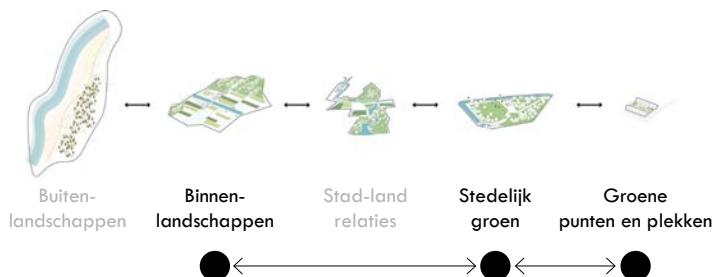 Buiten-
landschappen
Binnen-
landschappen
Stad-land
relaties
Stedelijk
groen
Groene
punten en plekken